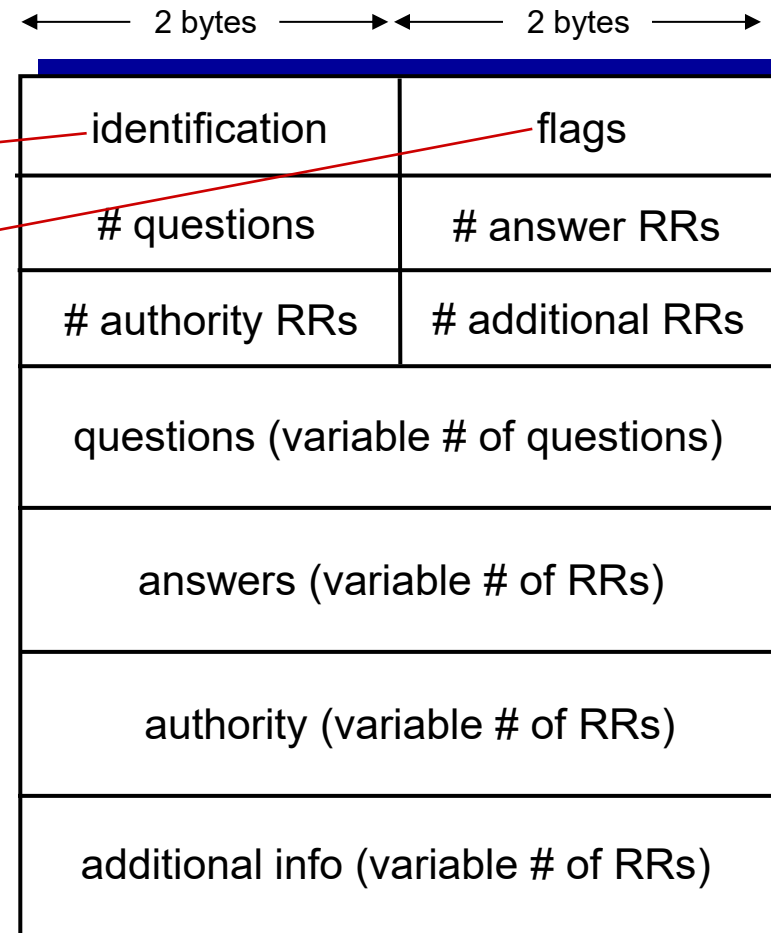 2 bytes 2 bytes
identification flags
# questions # answer RRs
# authority RRs # additional RRs
questions (variable # of questions)
answers (variable # of RRs)
authority (variable # of RRs)
additional info (variable # of RRs)